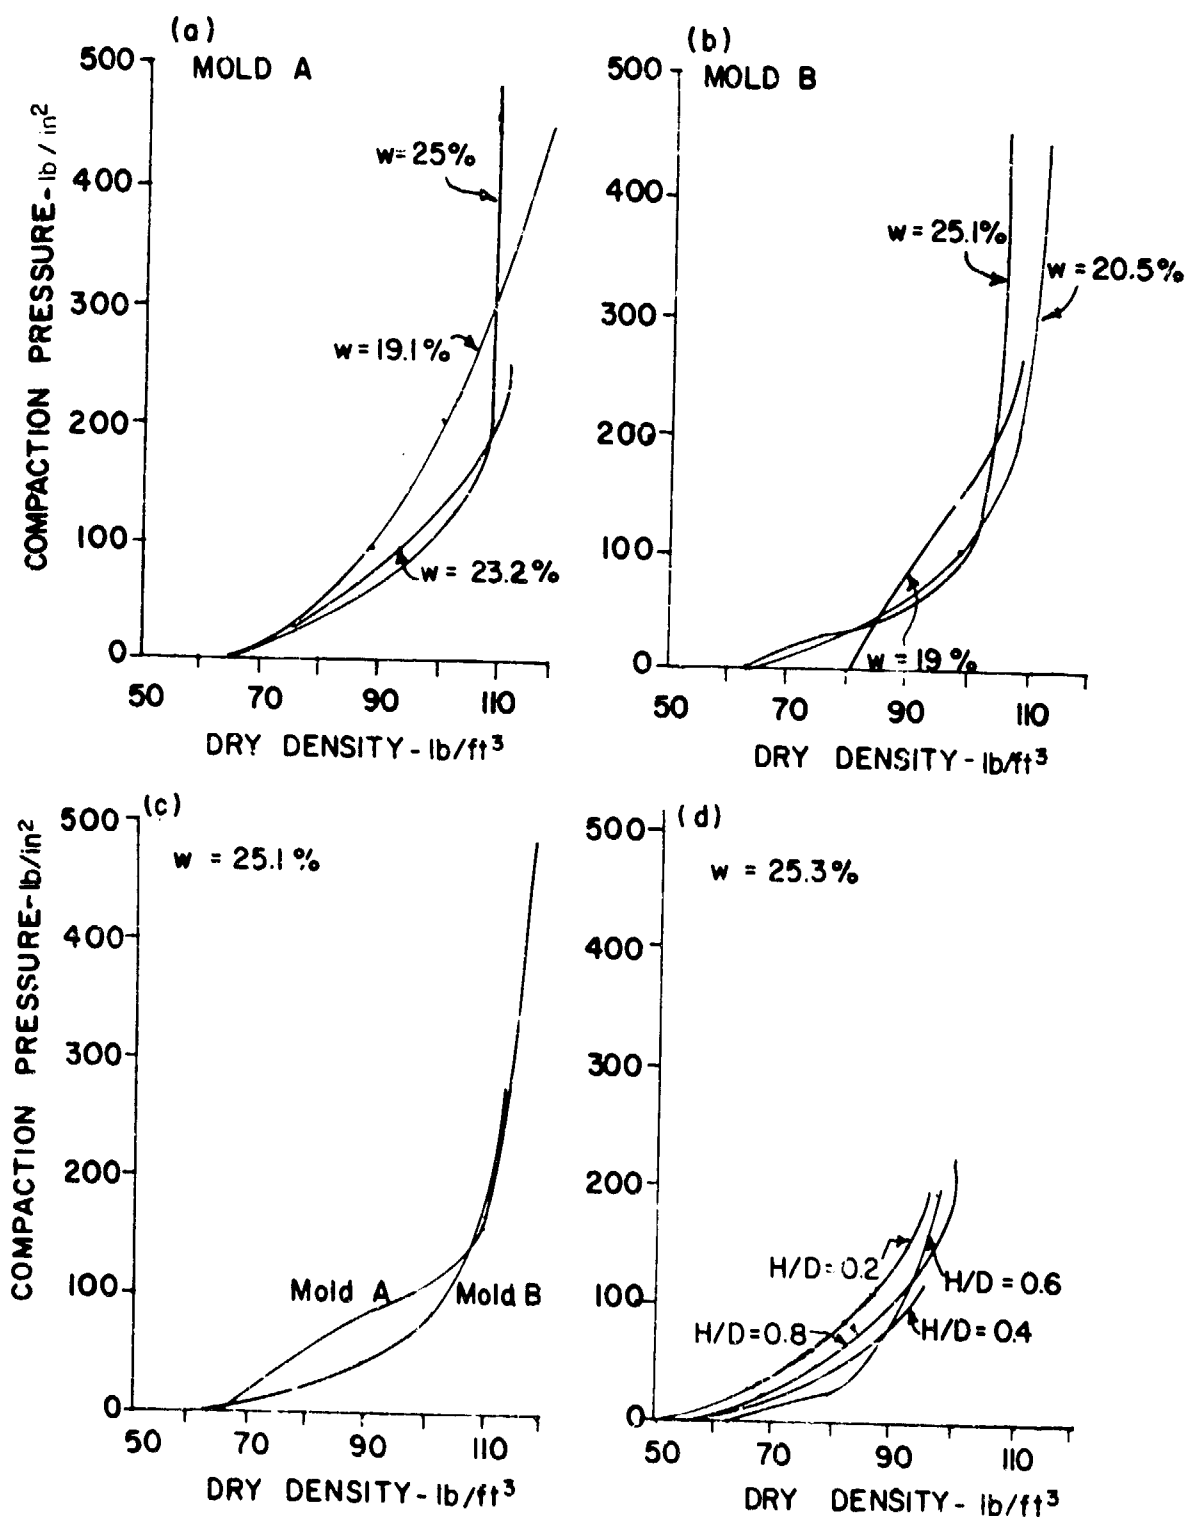 (a)
MOLD A
500
400
300
200
100
0
COMPACTION PRESSURE-lb/in2
w=25%
w=19.1%
w= 23.2%
50 70 90 110
DRY DENSITY-lb/ft3
(b)
MOLD B
500
400
300
200
100
0
w=25.1%
w=20.5%
w=19%
50 70 90 110
DRY DENSITY-lb/ft3
(c)
w = 25.1%
500
400
300
200
100
0
COMPACTION PRESSURE-lb/in2
Mold A
Mold B
50 70 90 110
DRY DENSITY-lb/ft3
(d)
w = 25.3%
500
400
300
200
100
0
H/D=0.2
H/D=0.6
H/D=0.8
H/D=0.4
50 70 90 110
DRY DENSITY-lb/ft3